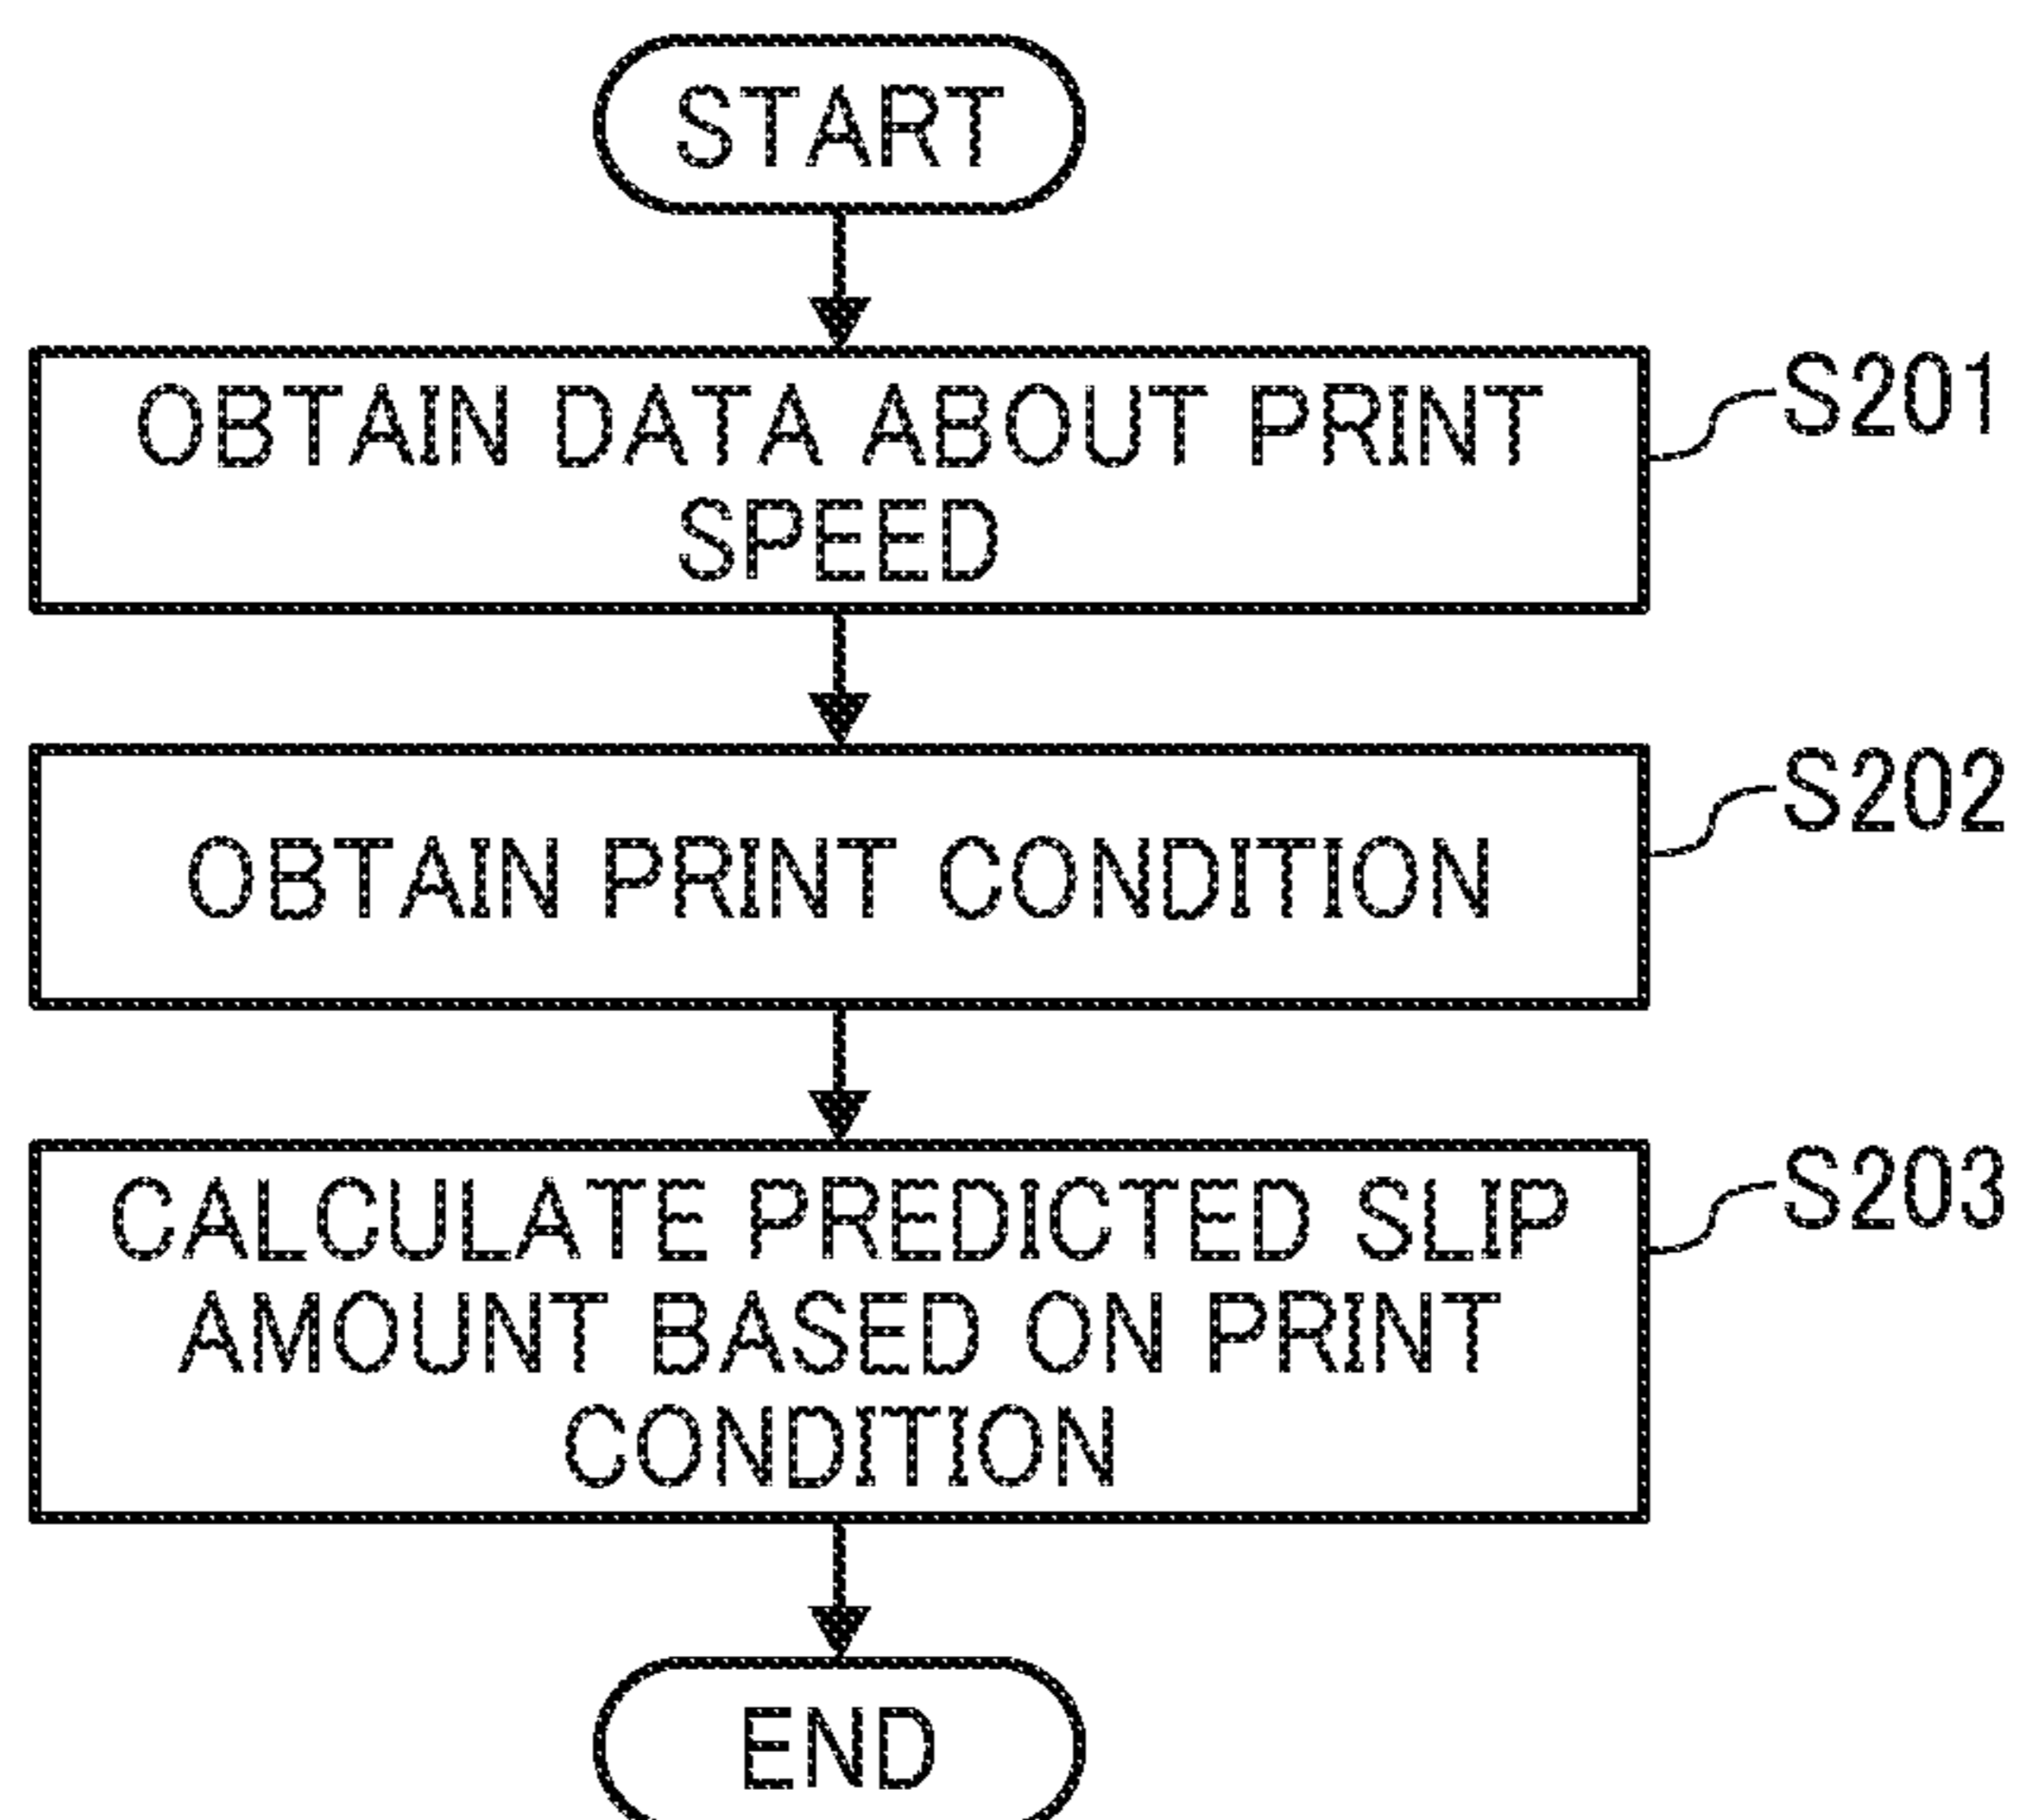 START
OBTAIN DATA ABOUT PRINT
SPEED
S201
OBTAIN PRINT CONDITION
S202
CALCULATE PREDICTED SLIP
AMOUNT BASED ON PRINT
CONDITION
S203
END